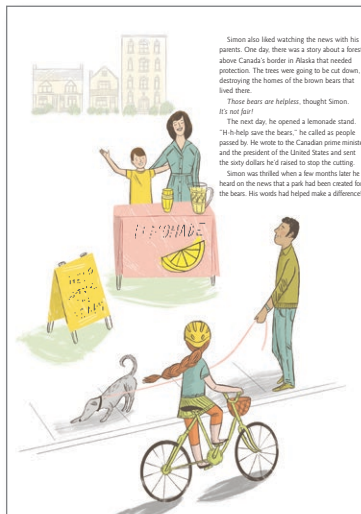 Simon also liked watching the news with his
parents. One day, there was a story about a forest
above Canada's border in Alaska that needed
protection. The trees were going to be cut down,
destroying the homes of the brown bears that
lived there.
Those bears are helpless, thought Simon.
It's not fair!
The next day, he opened a lemonade stand.
"H-h-help save the bears," he called as people
passed by. He wrote to the Canadian prime ministe
and the president of the United States and sent
the sixty dollars he'd raised to stop the cutting.
Simon was thrilled when a few months later he
heard on the news that a park had been created for
the bears. His words had helped make a difference!
LEMONADE
HELP
THE
BEARS